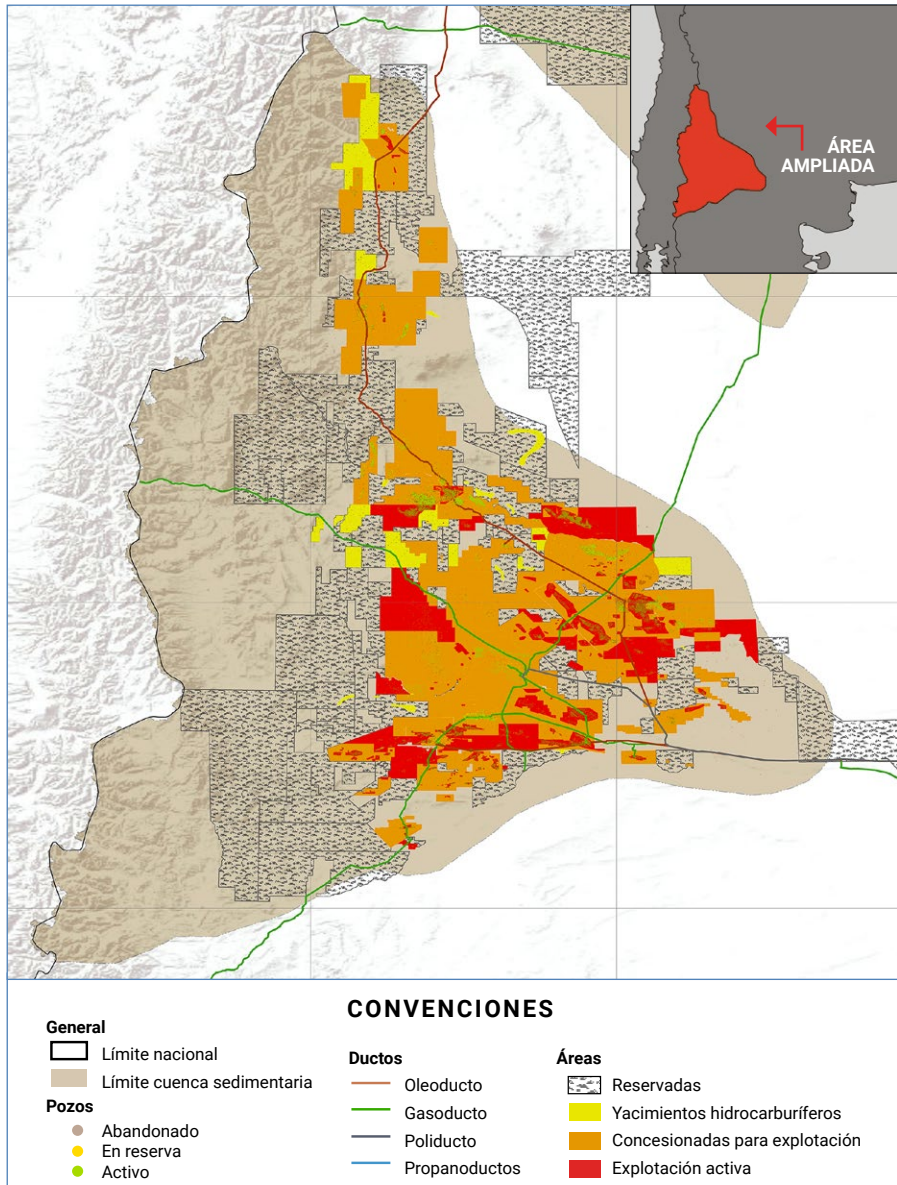 ÁREA
AMPLIADA
CONVENCIONES
General
Límite nacional
Límite cuenca sedimentaria
Pozos
Abandonado
En reserva
Activo
Ductos
Oleoducto
Gasoducto
Poliducto
Propanoductos
Áreas
Reservadas
Yacimientos hidrocarburíferos
Concesionadas para explotación
Explotación activa